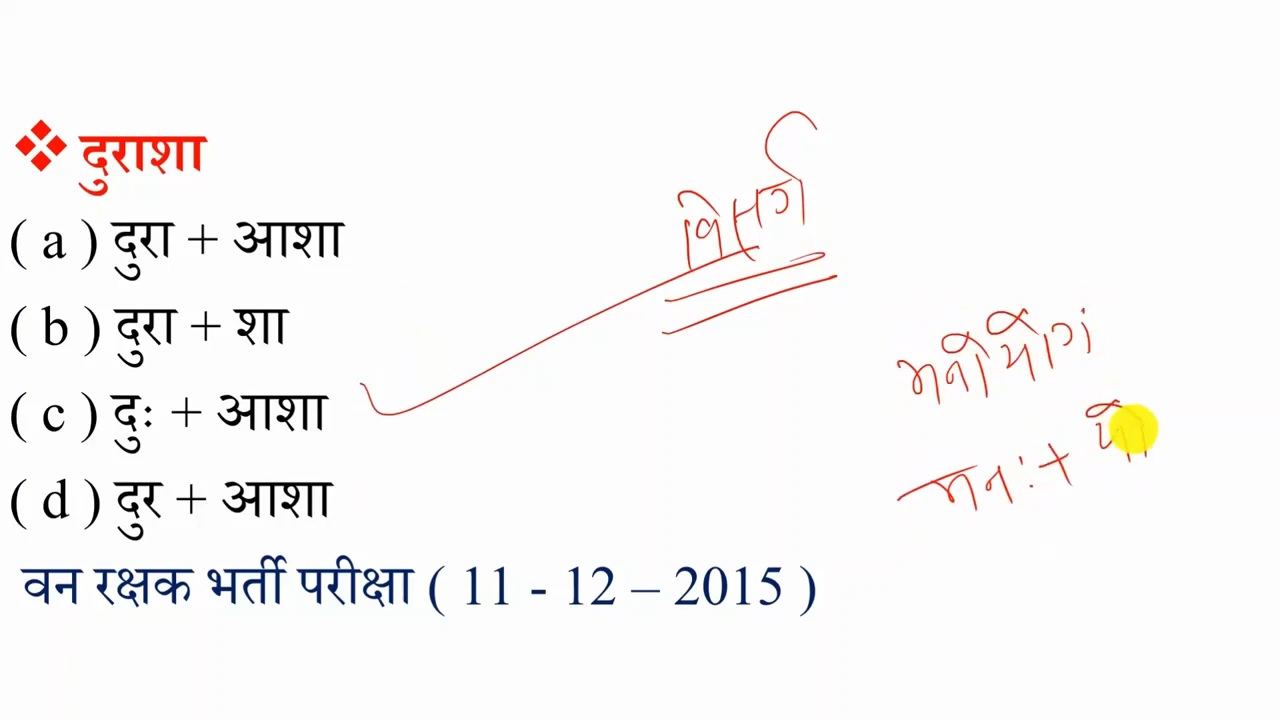 ❖ दुराशा
( a ) दुरा + आशा
( b ) दुरा + शा
( c ) दुः + आशा
( d ) दुर + आशा
वन रक्षक भर्ती परीक्षा ( 11 - 12 – 2015 )
विसर्ग
मनोयोग
मनः +